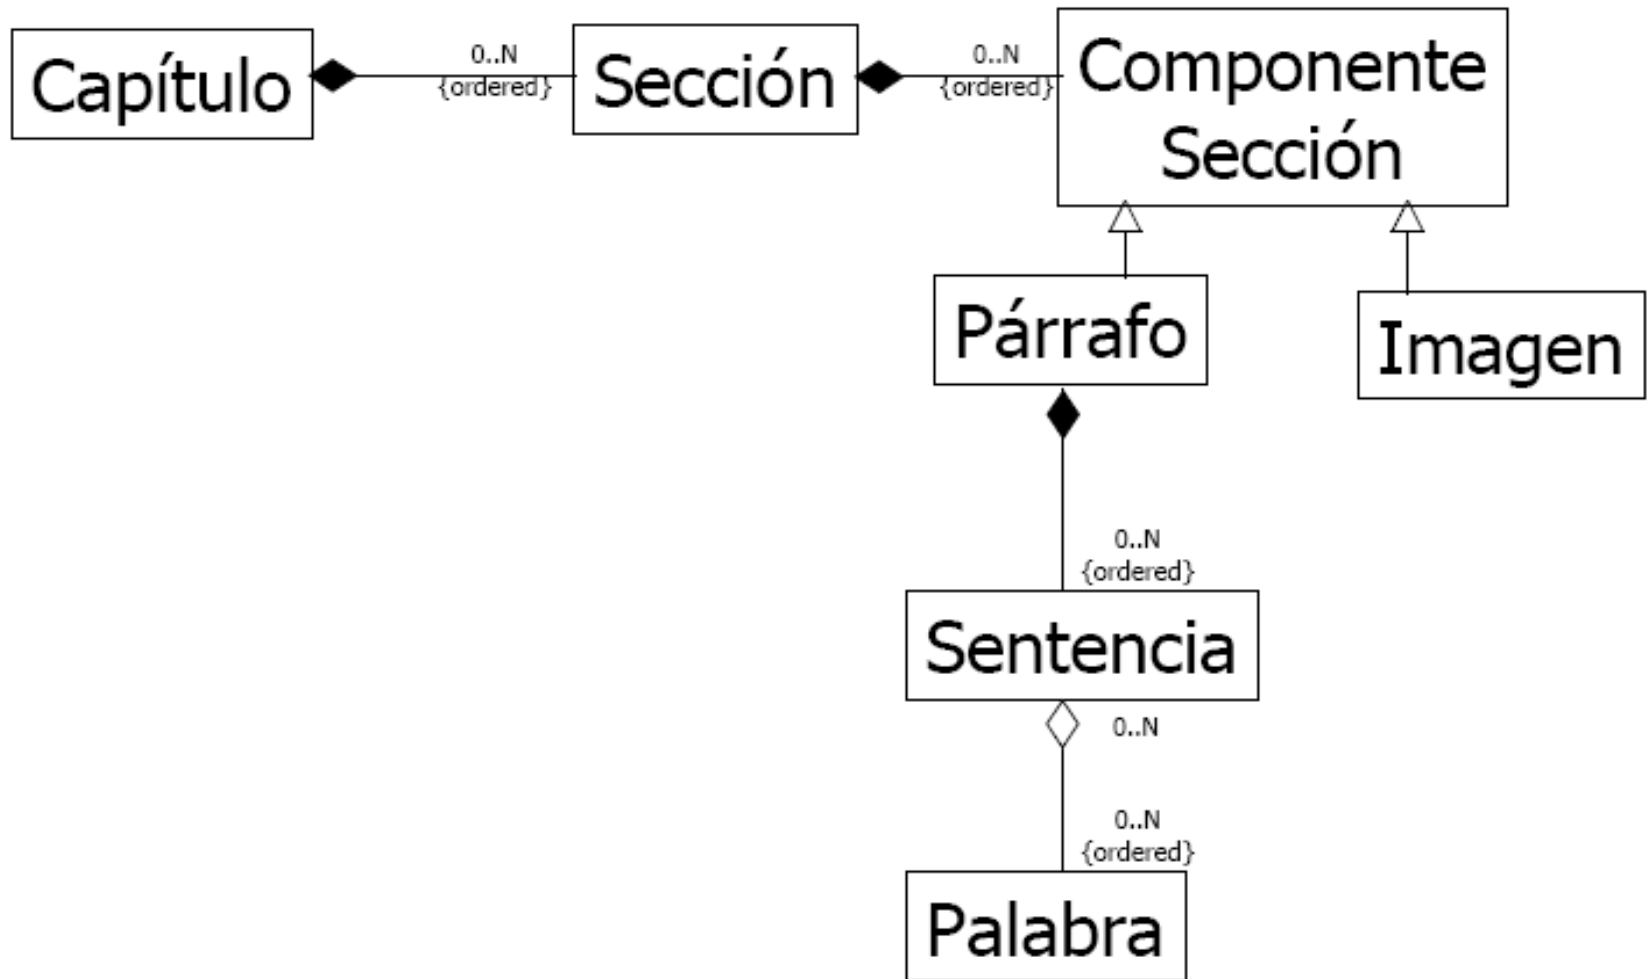 Capítulo
0..N
{ordered}
Sección
0..N
{ordered}
Componente
Sección
Párrafo
Imagen
0..N
{ordered}
Sentencia
0..N
0..N
{ordered}
Palabra